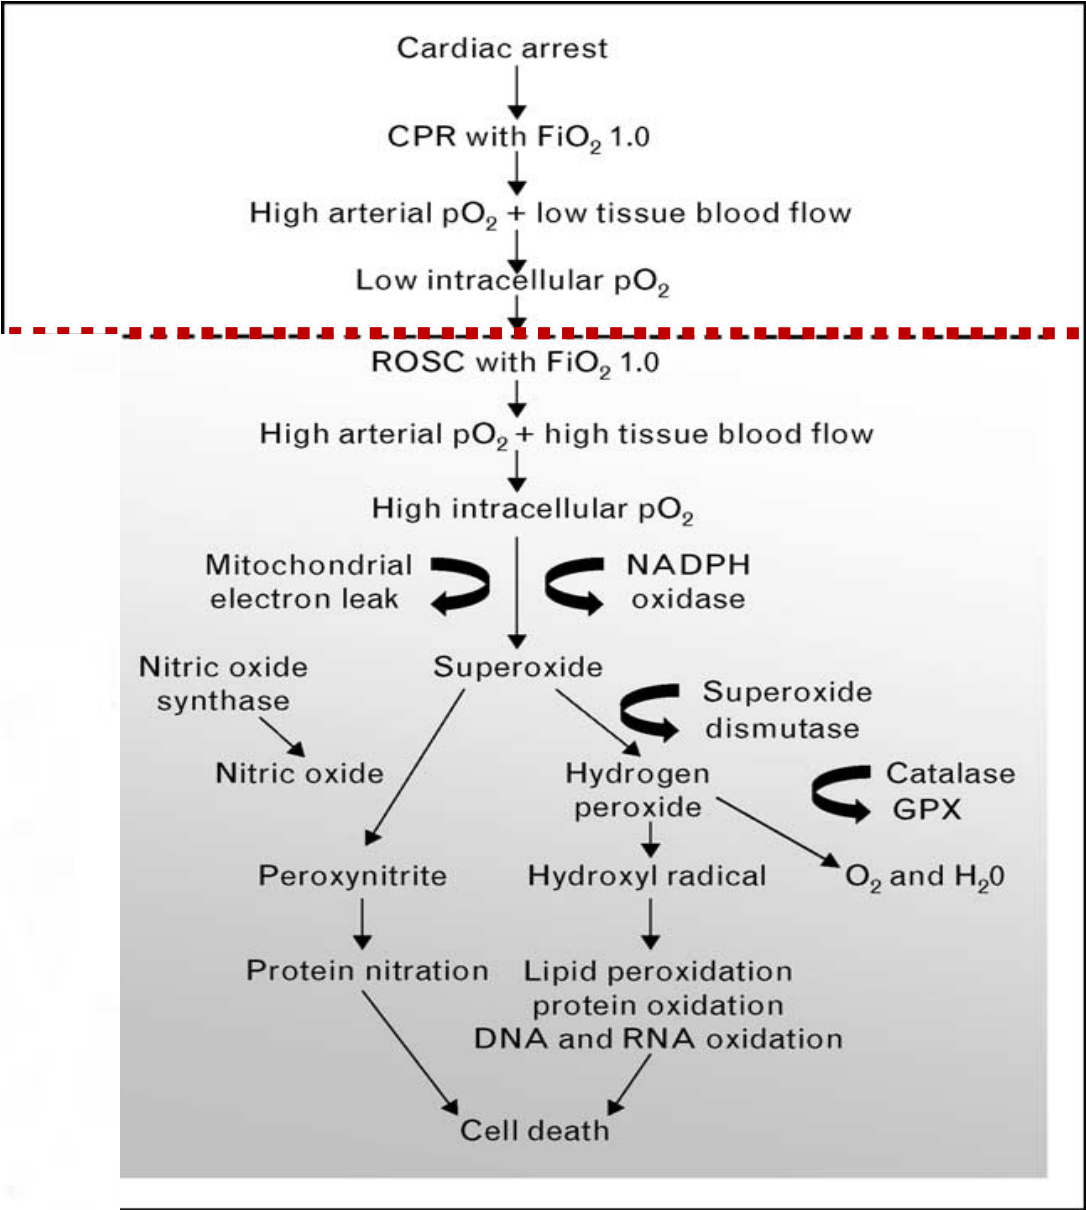 Cardiac arrest
CPR with FiO₂ 1.0
High arterial pO₂ + low tissue blood flow
Low intracellular pO₂
ROSC with FiO₂ 1.0
High arterial pO₂ + high tissue blood flow
High intracellular pO₂
Mitochondrial
electron leak
NADPH
oxidase
Nitric oxide
synthase
Superoxide
Superoxide
dismutase
Nitric oxide
Hydrogen
peroxide
Catalase
GPX
Peroxynitrite
Hydroxyl radical
O₂ and H₂0
Protein nitration
Lipid peroxidation
protein oxidation
DNA and RNA oxidation
Cell death